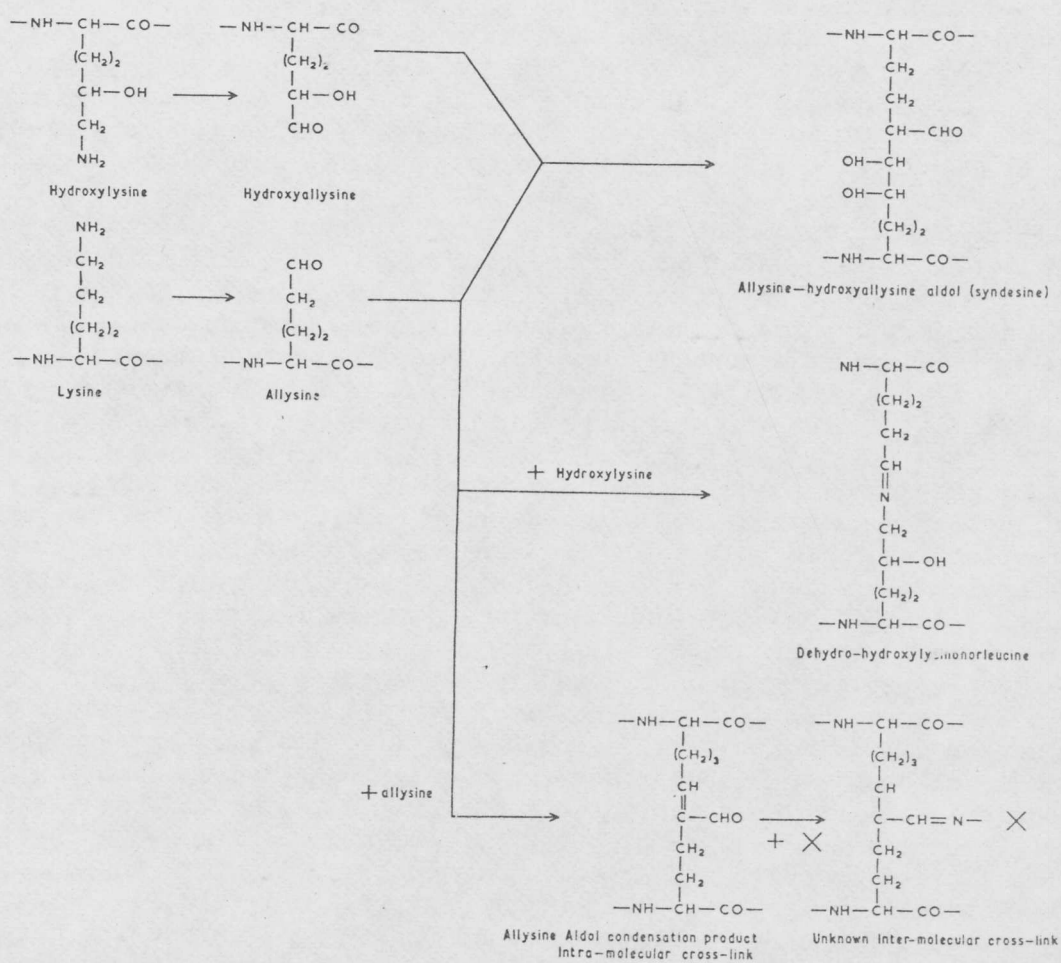 —NH—CH—CO—
(CH₂)₂
CH—OH
CH₂
NH₂
Hydroxylysine
—NH--CH—CO
(CH₂)₂
CH—OH
CHO
Hydroxyallysine
NH₂
CH₂
CH₂
(CH₂)₂
—NH—CH—CO—
Lysine
CHO
CH₂
(CH₂)₂
—NH—CH—CO—
Allysine
—NH—CH—CO—
CH₂
CH₂
CH—CHO
OH—CH
OH—CH
(CH₂)₂
—NH—CH—CO—
Allysine—hydroxyallysine aldol (syndesine)
+ Hydroxylysine
NH—CH—CO
(CH₂)₂
CH₂
CH
N
CH₂
CH—OH
(CH₂)₂
—NH—CH—CO—
+ allysine
—NH—CH—CO—
(CH₂)₃
CH
C—CHO
CH₂
CH₂
—NH—CH—CO—
Allysine Aldol condensation product
Intra-molecular cross-link
+ X
—NH—CH—CO—
(CH₂)₃
CH
C—CH=N— X
CH₂
CH₂
—NH—CH—CO—
Unknown Inter-molecular cross-link